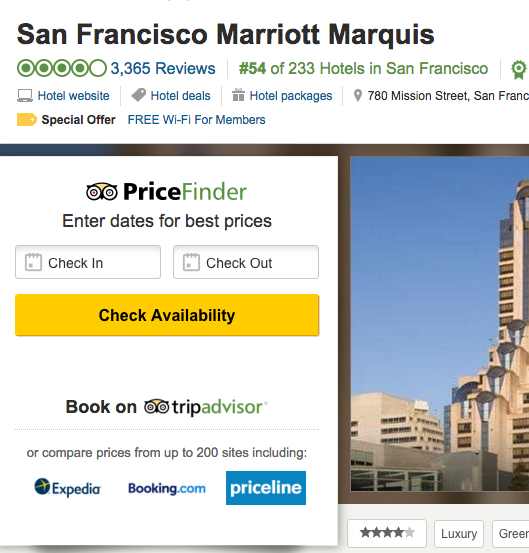 San Francisco Marriott Marquis
3,365 Reviews #54 of 233 Hotels in San Francisco
Hotel website Hotel deals Hotel packages 780 Mission Street, San Franc
Special Offer FREE Wi-Fi For Members
PriceFinder
Enter dates for best prices
Check In Check Out
Check Availability
Book on tripadvisor®
or compare prices from up to 200 sites including:
Expedia Booking.com priceline
Luxury Green